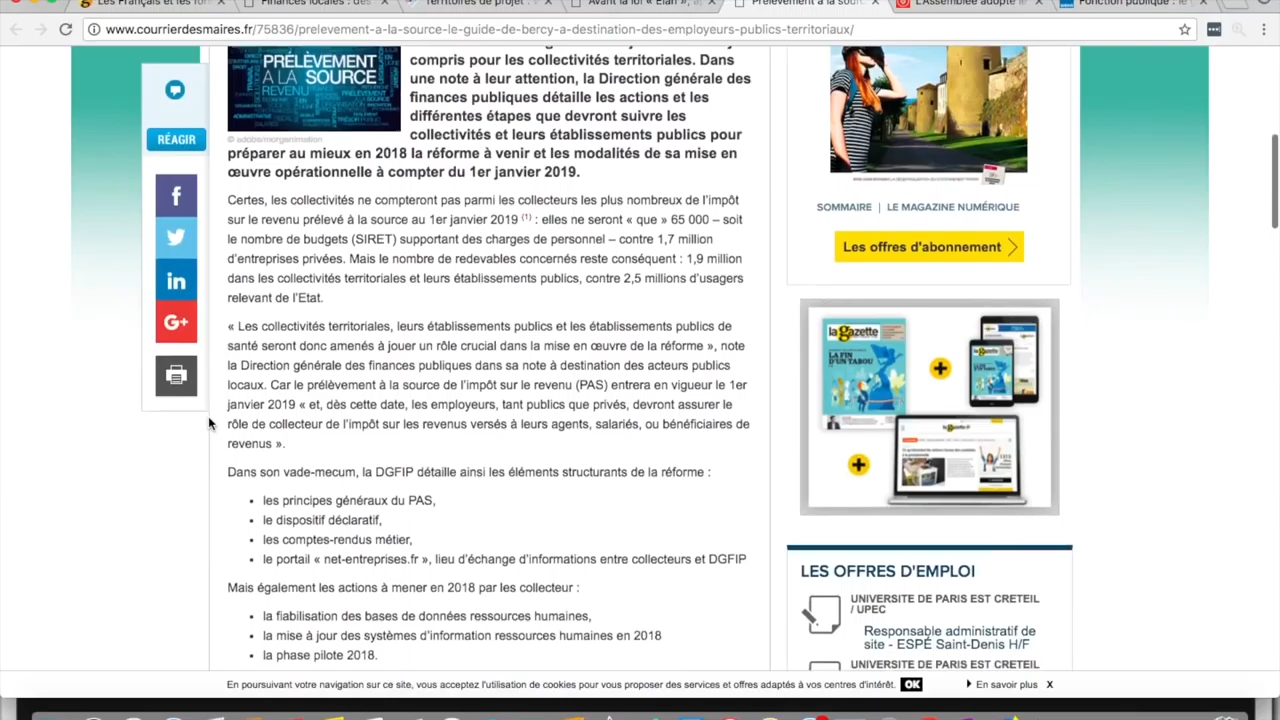 Les Français et les for
Finances locales : des
Territoires de projet :
Avant la loi « Elan », a
Prélèvement à la sour
L'Assemblée adopte le
Fonction publique : le
www.courrierdesmaires.fr/75836/prelevement-a-la-source-le-guide-de-bercy-a-destination-des-employeurs-publics-territoriaux/
RÉAGIR
PRÉLÈVEMENT
À LA SOURCE
REVENU
© adobe/morganimation
compris pour les collectivités territoriales. Dans
une note à leur attention, la Direction générale des
finances publiques détaille les actions et les
différentes étapes que devront suivre les
collectivités et leurs établissements publics pour
préparer au mieux en 2018 la réforme à venir et les modalités de sa mise en
œuvre opérationnelle à compter du 1er janvier 2019.
Certes, les collectivités ne compteront pas parmi les collecteurs les plus nombreux de l'impôt
sur le revenu prélevé à la source au 1er janvier 2019 (1) : elles ne seront « que » 65 000 – soit
le nombre de budgets (SIRET) supportant des charges de personnel – contre 1,7 million
d'entreprises privées. Mais le nombre de redevables concernés reste conséquent : 1,9 million
dans les collectivités territoriales et leurs établissements publics, contre 2,5 millions d'usagers
relevant de l'Etat.
« Les collectivités territoriales, leurs établissements publics et les établissements publics de
santé seront donc amenés à jouer un rôle crucial dans la mise en œuvre de la réforme », note
la Direction générale des finances publiques dans sa note à destination des acteurs publics
locaux. Car le prélèvement à la source de l'impôt sur le revenu (PAS) entrera en vigueur le 1er
janvier 2019 « et, dès cette date, les employeurs, tant publics que privés, devront assurer le
rôle de collecteur de l'impôt sur les revenus versés à leurs agents, salariés, ou bénéficiaires de
revenus ».
Dans son vade-mecum, la DGFIP détaille ainsi les éléments structurants de la réforme :
• les principes généraux du PAS,
• le dispositif déclaratif,
• les comptes-rendus métier,
• le portail « net-entreprises.fr », lieu d'échange d'informations entre collecteurs et DGFIP
Mais également les actions à mener en 2018 par les collecteur :
• la fiabilisation des bases de données ressources humaines,
• la mise à jour des systèmes d'information ressources humaines en 2018
• la phase pilote 2018.
f
in
G+
SOMMAIRE | LE MAGAZINE NUMÉRIQUE
Les offres d'abonnement
la gazette
LA FIN
D'UN TABOU
LES OFFRES D'EMPLOI
UNIVERSITE DE PARIS EST CRETEIL
/ UPEC
Responsable administratif de
site - ESPÉ Saint-Denis H/F
UNIVERSITE DE PARIS EST CRETEIL
En poursuivant votre navigation sur ce site, vous acceptez l'utilisation de cookies pour vous proposer des services et offres adaptés à vos centres d'intérêt. OK En savoir plus X